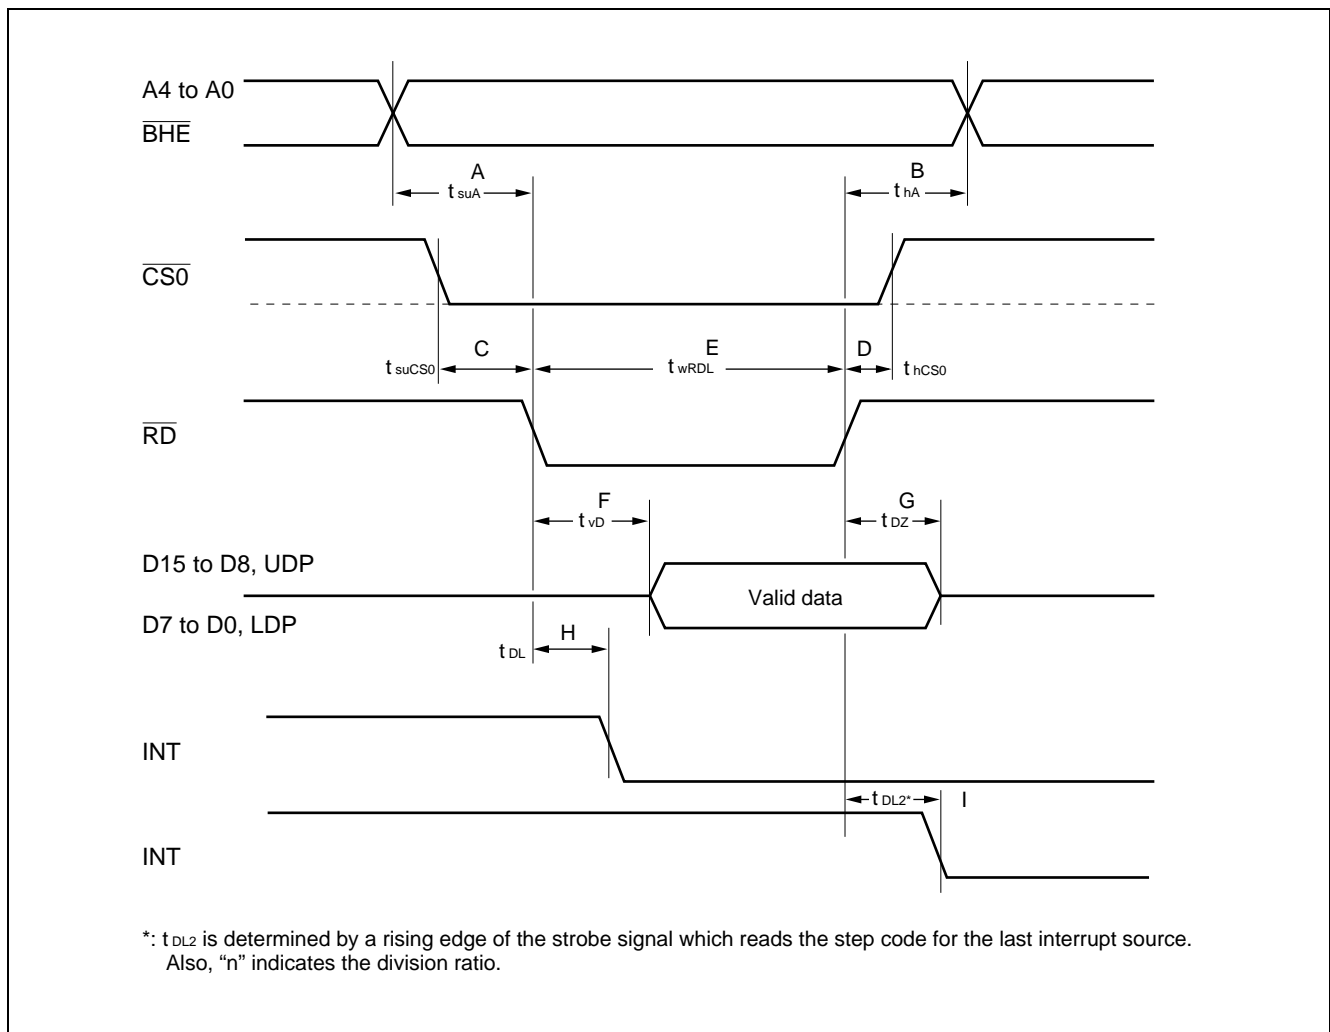 A4 to A0
BHE
A
t suA
B
t hA
CS0
C
t suCS0
E
t wRDL
D
t hCS0
RD
F
t vD
G
t DZ
D15 to D8, UDP
Valid data
D7 to D0, LDP
H
t DL
INT
t DL2*
I
INT
*: t DL2 is determined by a rising edge of the strobe signal which reads the step code for the last interrupt source.
Also, “n” indicates the division ratio.